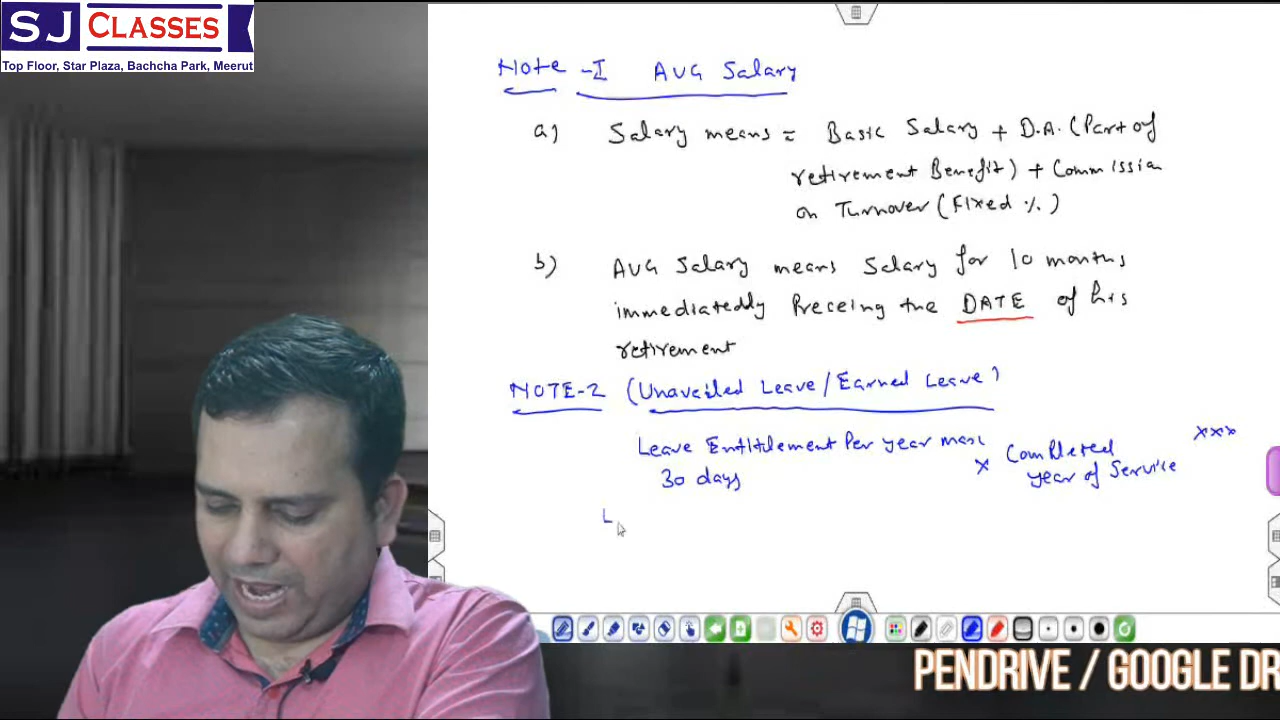 SJ CLASSES
Top Floor, Star Plaza, Bachcha Park, Meerut
Note -I AVG Salary
a) Salary means = Basic Salary + D.A. (Part of
retirement Benefit) + Commission
on Turnover (Fixed %)
b) AVG Salary means Salary for 10 months
immediatedly Preceing the DATE of his
retirement
NOTE-2 (Unavailed Leave/Earned Leave)
Leave Entitlement Per year
30 days × Completed
year of Service ×××
PENDRIVE / GOOGLE DR